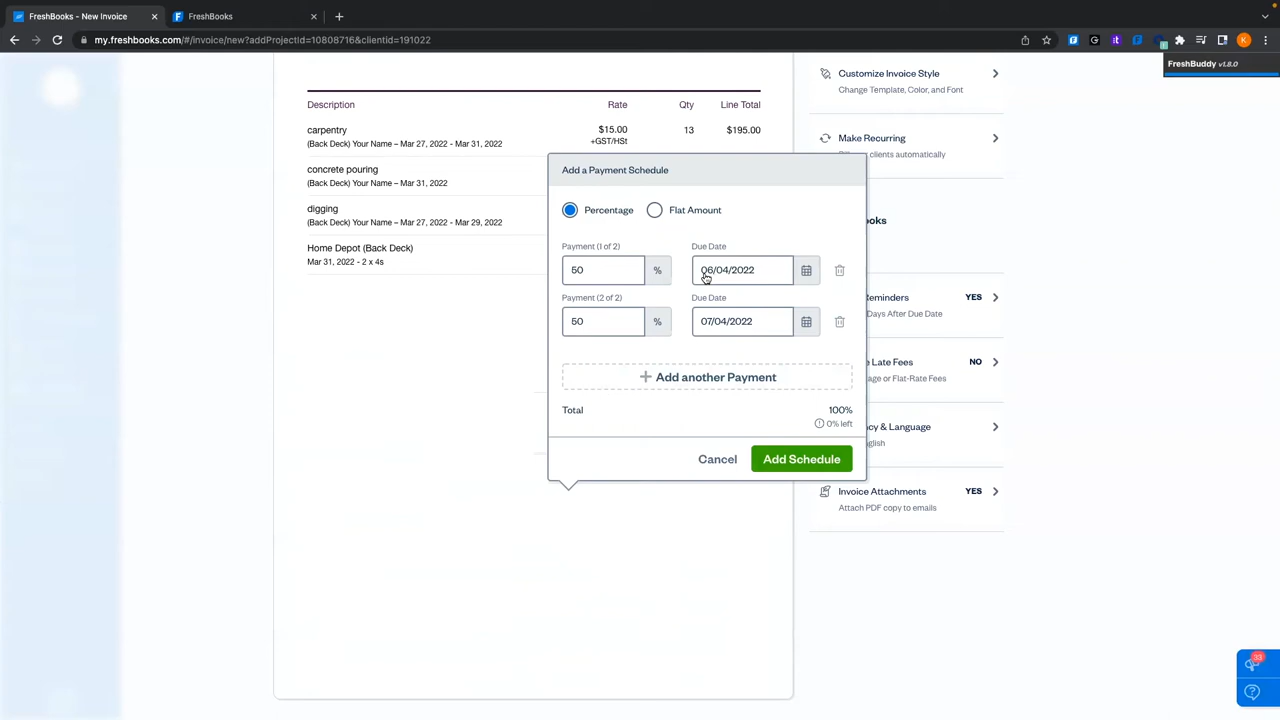 FreshBooks - New Invoice
FreshBooks
my.freshbooks.com/#/invoice/new?addProjectId=10808716&clientid=191022
K
FreshBuddy v1.8.0
Customize Invoice Style
Change Template, Color, and Font
Make Recurring
clients automatically
Description Rate Qty Line Total
carpentry $15.00 13 $195.00
(Back Deck) Your Name – Mar 27, 2022 - Mar 31, 2022 +GST/HSt
concrete pouring
(Back Deck) Your Name – Mar 31, 2022
digging
(Back Deck) Your Name – Mar 27, 2022 - Mar 29, 2022
Home Depot (Back Deck)
Mar 31, 2022 - 2 x 4s
Add a Payment Schedule
Percentage Flat Amount
Payment (1 of 2) Due Date
50 % 06/04/2022
Payment (2 of 2) Due Date
50 % 07/04/2022
Add another Payment
Total 100%
0% left
Cancel Add Schedule
ooks
Reminders YES
Days After Due Date
Late Fees NO
age or Flat-Rate Fees
cy & Language
glish
Invoice Attachments YES
Attach PDF copy to emails
33